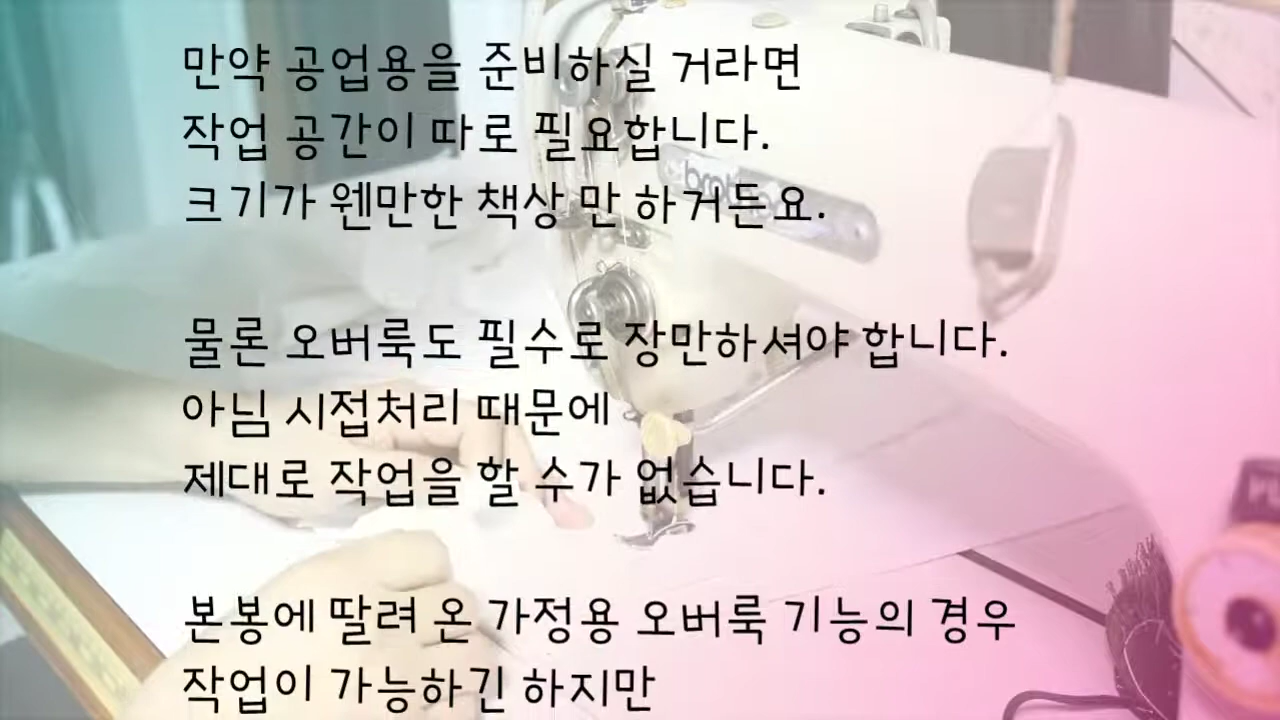 만약 공업용을 준비하실 거라면
작업 공간이 따로 필요합니다.
크기가 웬만한 책상 만 하거든요.
물론 오버룩도 필수로 장만하셔야 합니다.
아님 시접처리 때문에
제대로 작업을 할 수가 없습니다.
본봉에 딸려 온 가정용 오버룩 기능의 경우
작업이 가능하긴 하지만